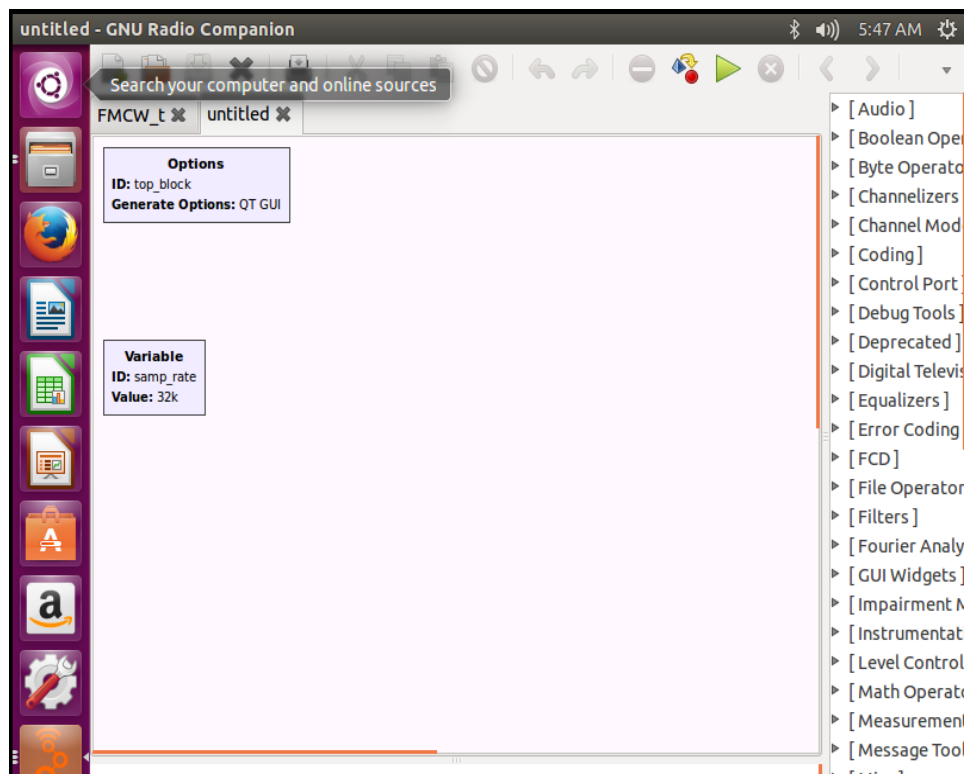 untitled - GNU Radio Companion
5:47 AM
Search your computer and online sources
FMCW_t
untitled
Options
ID: top_block
Generate Options: QT GUI
Variable
ID: samp_rate
Value: 32k
[ Audio ]
[ Boolean Oper
[ Byte Operato
[ Channelizers
[ Channel Mod
[ Coding ]
[ Control Port ]
[ Debug Tools ]
[ Deprecated ]
[ Digital Televis
[ Equalizers ]
[ Error Coding
[ FCD ]
[ File Operator
[ Filters ]
[ Fourier Analy
[ GUI Widgets ]
[ Impairment M
[ Instrumentat
[ Level Control
[ Math Operato
[ Measurement
[ Message Tool